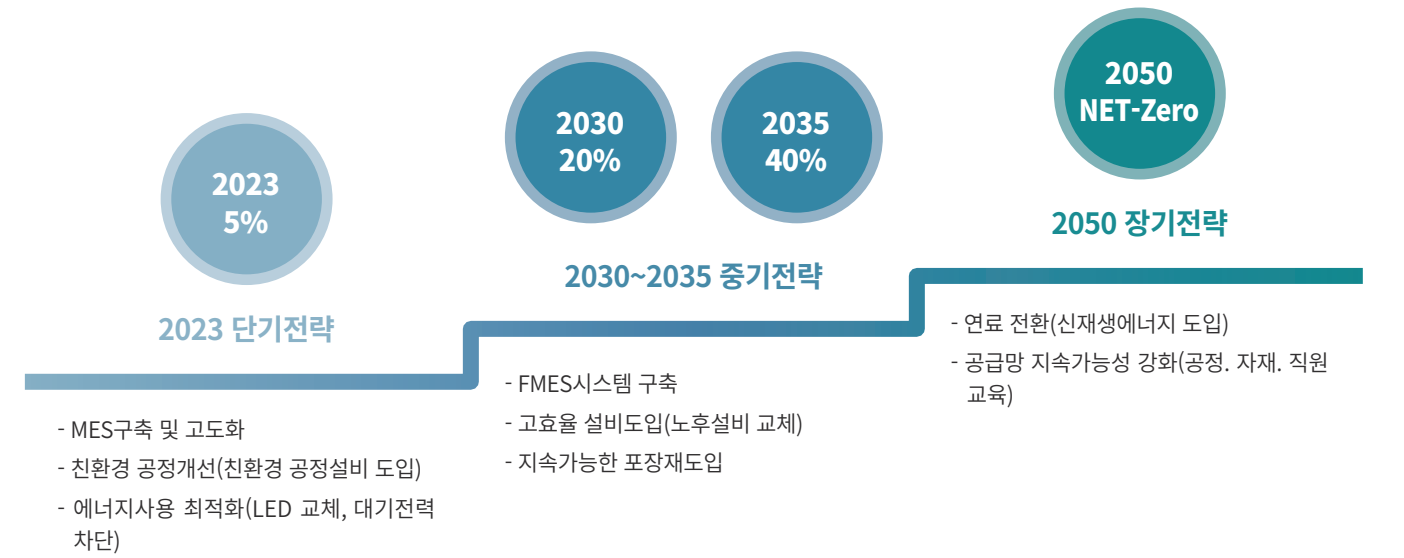 2023
5%
2023 단기전략
- MES구축 및 고도화
- 친환경 공정개선(친환경 공정설비 도입)
- 에너지사용 최적화(LED 교체, 대기전력
차단)
2030
20%
2035
40%
2030~2035 중기전략
- FMES시스템 구축
- 고효율 설비도입(노후설비 교체)
- 지속가능한 포장재도입
2050
NET-Zero
2050 장기전략
- 연료 전환(신재생에너지 도입)
- 공급망 지속가능성 강화(공정. 자재. 직원
교육)